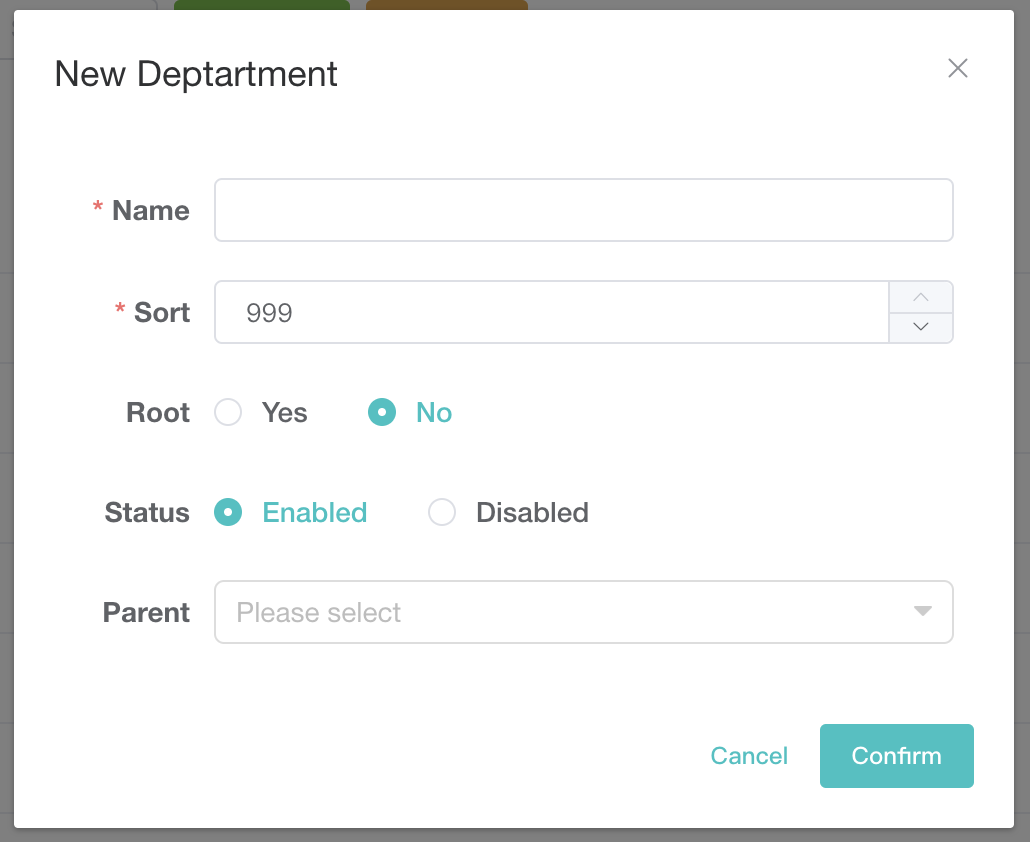 New Deptartment
* Name
* Sort 999
Root Yes No
Status Enabled Disabled
Parent Please select
Cancel Confirm